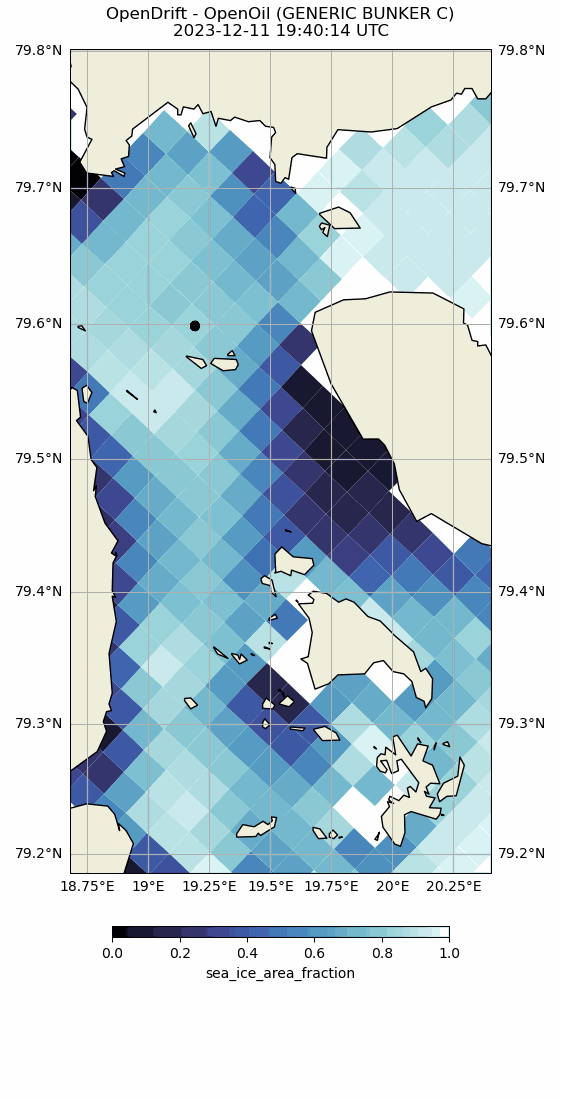 OpenDrift - OpenOil (GENERIC BUNKER C)
2023-12-11 19:40:14 UTC
79.8°N 79.8°N
79.7°N 79.7°N
79.6°N 79.6°N
79.5°N 79.5°N
79.4°N 79.4°N
79.3°N 79.3°N
79.2°N 79.2°N
18.75°E 19°E 19.25°E 19.5°E 19.75°E 20°E 20.25°E
0.0 0.2 0.4 0.6 0.8 1.0
sea_ice_area_fraction